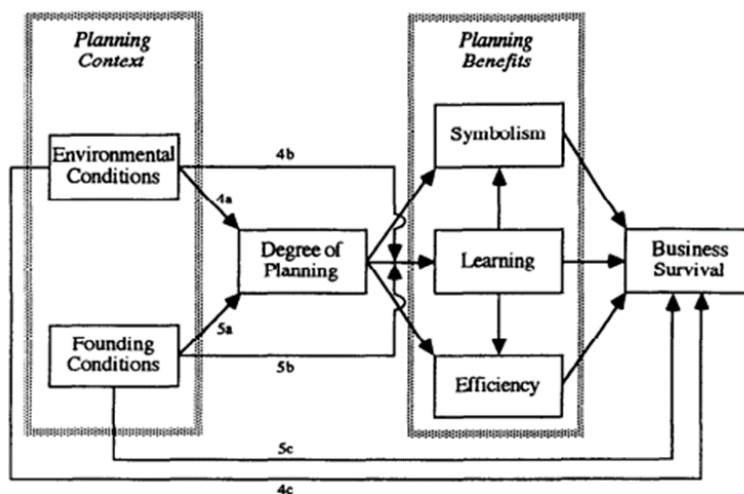 Planning
Context
Planning
Benefits
Environmental
Conditions
4b
Symbolism
4a
Degree of
Planning
Learning
Business
Survival
5a
Founding
Conditions
5b
Efficiency
5c
4c